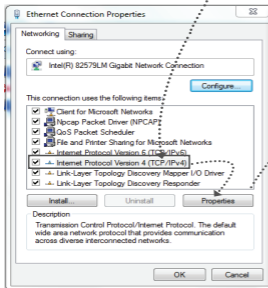 Ethernet Connection Properties
Networking Sharing
Connect using:
Intel(R) 82579LM Gigabit Network Connection
Configure...
This connection uses the following items:
Client for Microsoft Networks
Npcap Packet Driver (NPCAP)
QoS Packet Scheduler
File and Printer Sharing for Microsoft Networks
Internet Protocol Version 6 (TCP/IPv6)
Internet Protocol Version 4 (TCP/IPv4)
Link-Layer Topology Discovery Mapper I/O Driver
Link-Layer Topology Discovery Responder
Install... Uninstall Properties
Description
Transmission Control Protocol/Internet Protocol. The default
wide area network protocol that provides communication
across diverse interconnected networks.
OK Cancel